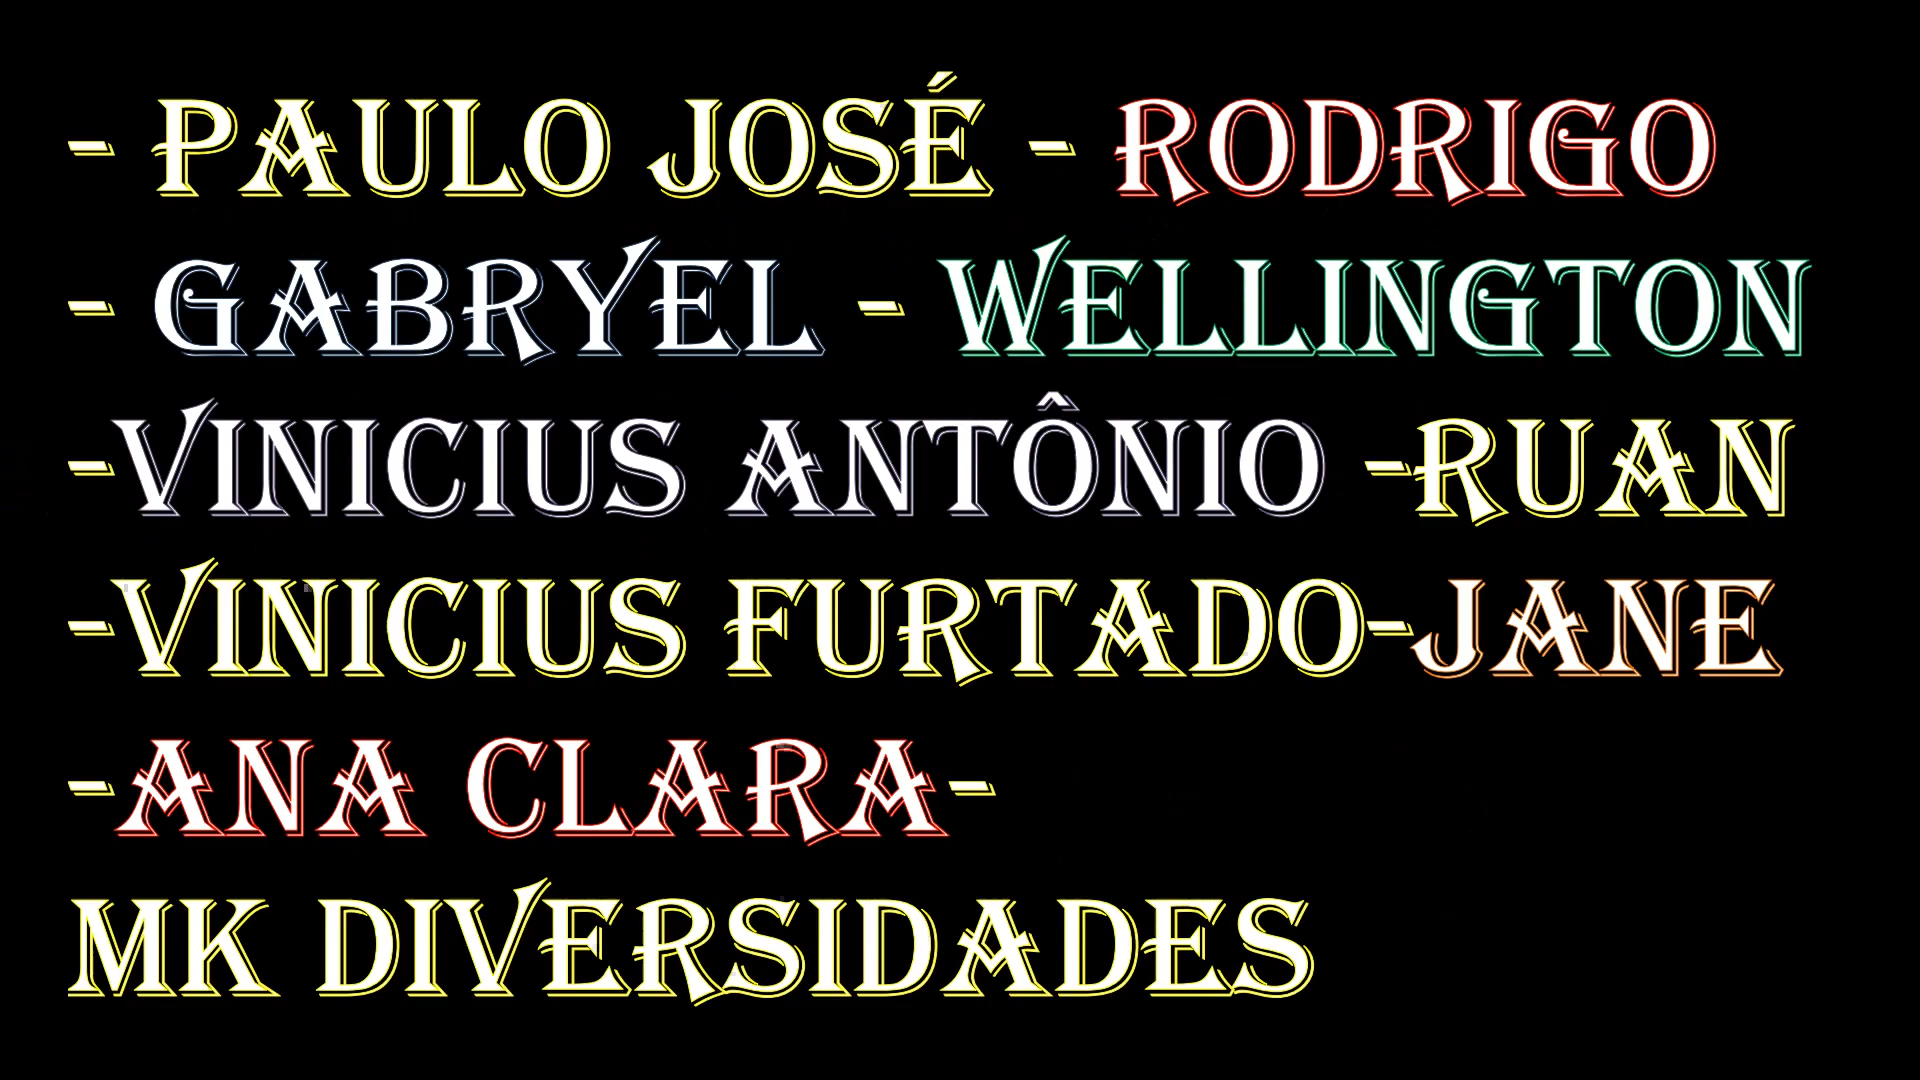 - PAULO JOSÉ - RODRIGO
- GABRYEL - WELLINGTON
-VINICIUS ANTÔNIO -RUAN
-VINICIUS FURTADO-JANE
-ANA CLARA-
MK DIVERSIDADES